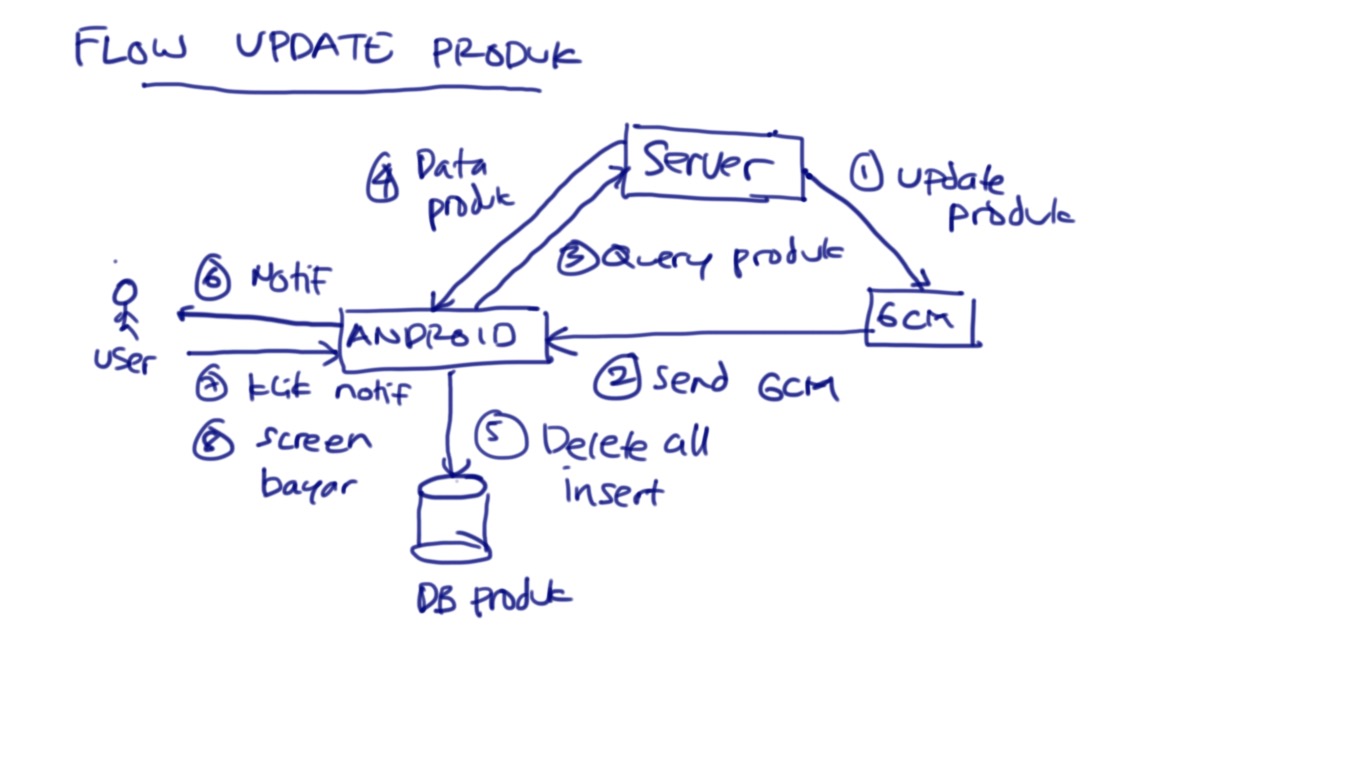 FLOW UPDATE PRODUK
Server
① update
produk
④ Data
produk
③ Query produk
⑥ Notif
GCM
ANDROID
user
② send GCM
⑦ klik notif
⑧ screen
bayar
⑤ Delete all
insert
DB produk